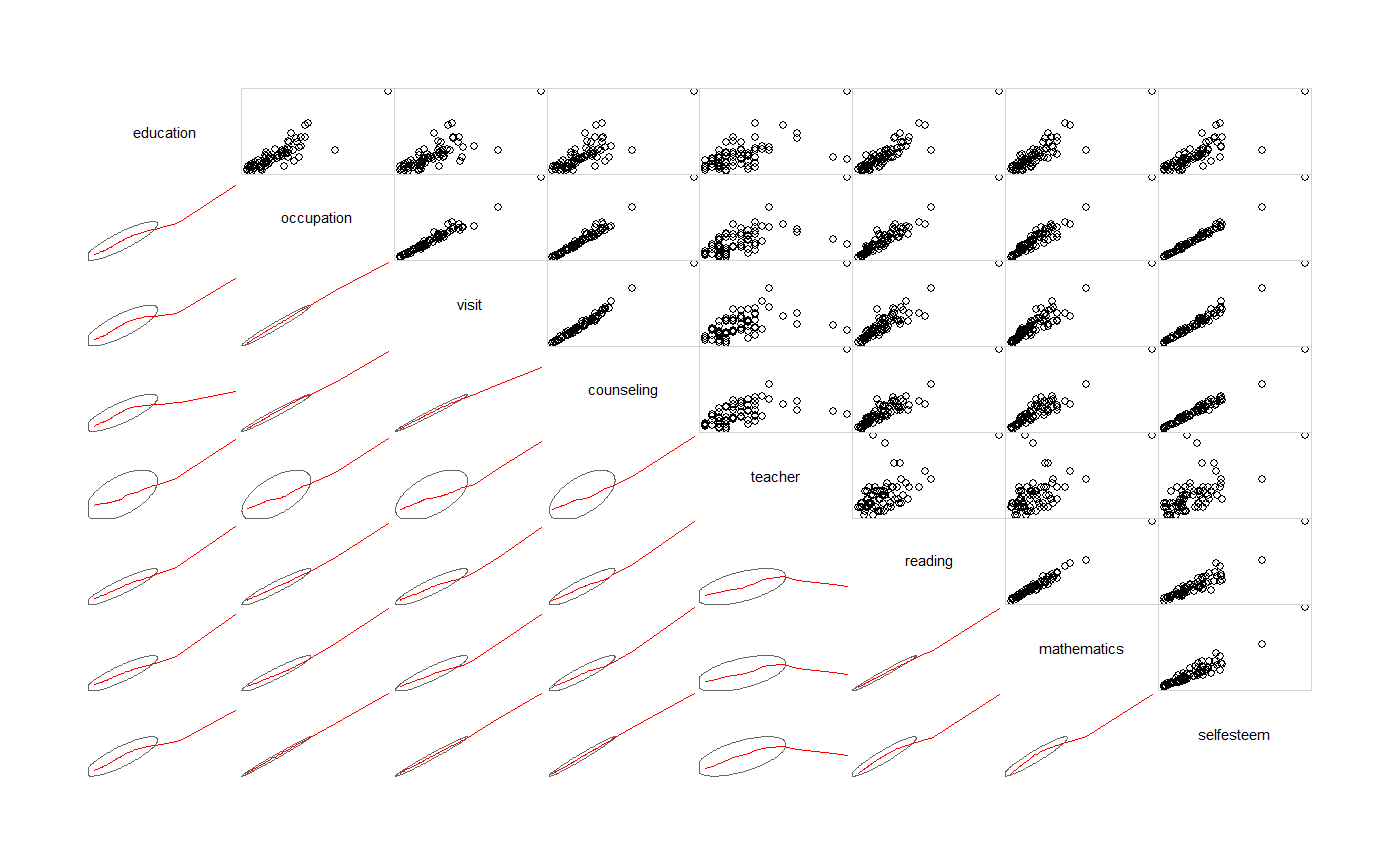 education
occupation
visit
counseling
teacher
reading
mathematics
selfesteem